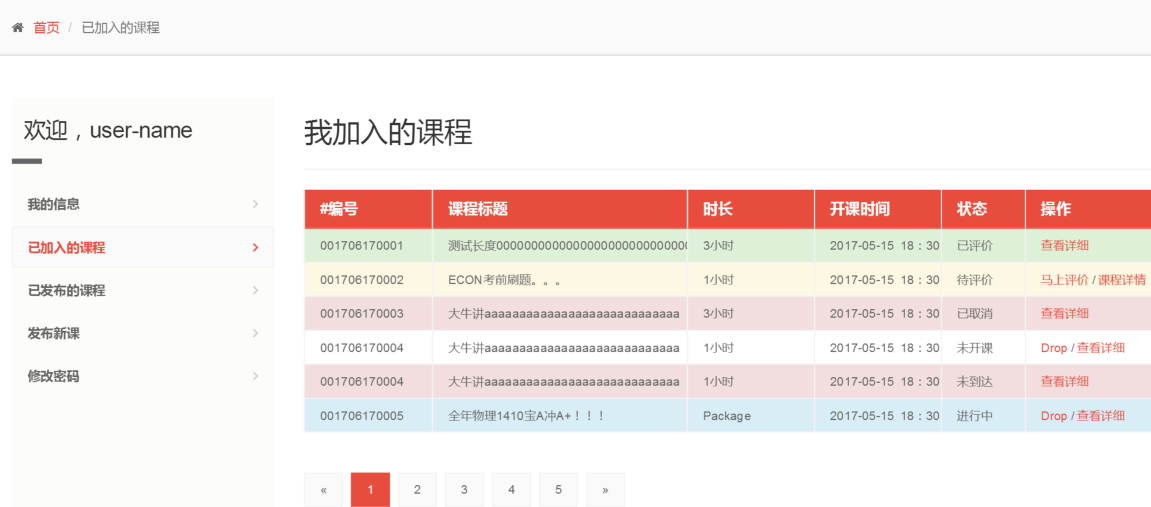 首页 / 已加入的课程
欢迎，user-name
我的信息
已加入的课程
已发布的课程
发布新课
修改密码
我加入的课程
#编号 课程标题 时长 开课时间 状态 操作
001706170001 测试长度0000000000000000000000000000 3小时 2017-05-15 18：30 已评价 查看详细
001706170002 ECON考前刷题。。。 1小时 2017-05-15 18：30 待评价 马上评价 / 课程详情
001706170003 大牛讲aaaaaaaaaaaaaaaaaaaaaaaaaaaa 3小时 2017-05-15 18：30 已取消 查看详细
001706170004 大牛讲aaaaaaaaaaaaaaaaaaaaaaaaaaaa 1小时 2017-05-15 18：30 未开课 Drop / 查看详细
001706170004 大牛讲aaaaaaaaaaaaaaaaaaaaaaaaaaaa 1小时 2017-05-15 18：30 未到达 查看详细
001706170005 全年物理1410宝A冲A+！！！ Package 2017-05-15 18：30 进行中 Drop / 查看详细
« 1 2 3 4 5 »